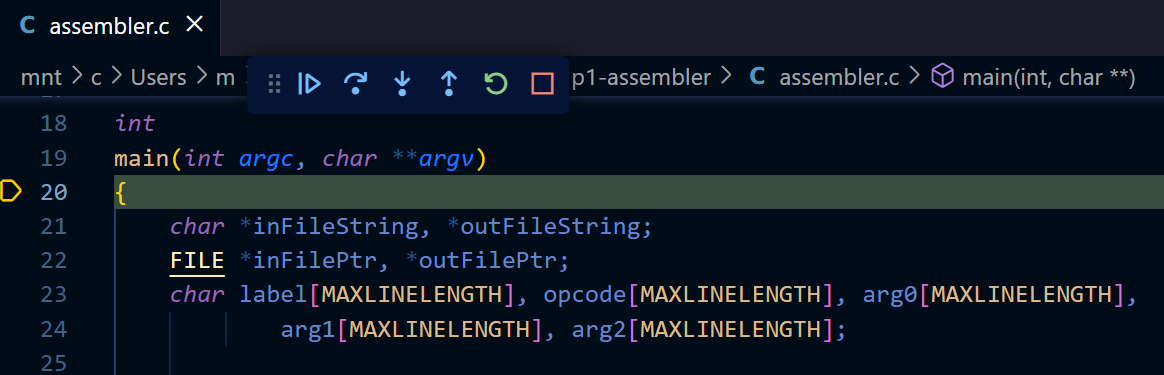 C assembler.c
mnt > c > Users > m p1-assembler > C assembler.c > main(int, char **)
18 int
19 main(int argc, char **argv)
20 {
21 char *inFileString, *outFileString;
22 FILE *inFilePtr, *outFilePtr;
23 char label[MAXLINELENGTH], opcode[MAXLINELENGTH], arg0[MAXLINELENGTH],
24 arg1[MAXLINELENGTH], arg2[MAXLINELENGTH];
25